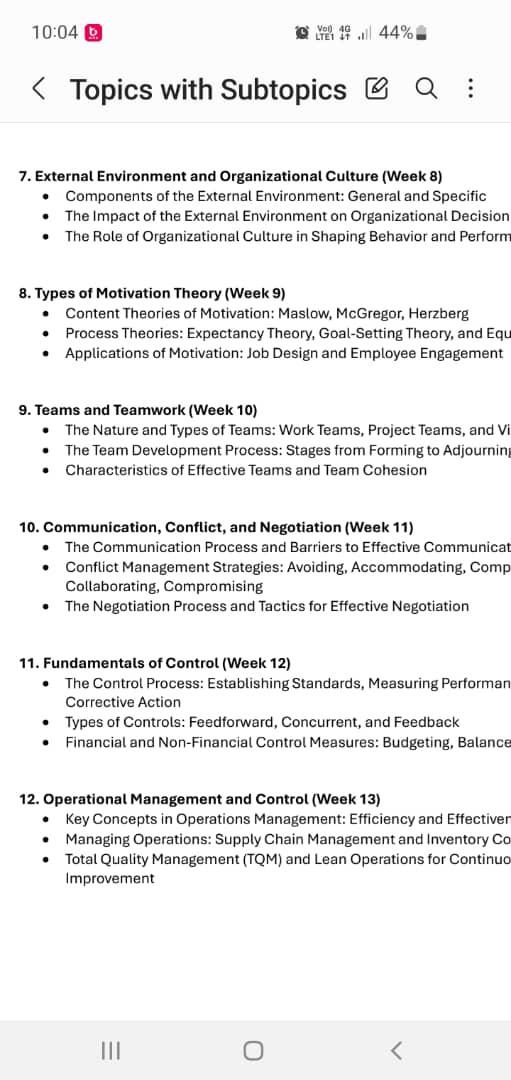 10:04
Vo) 4G 44%
LTE1
Topics with Subtopics
7. External Environment and Organizational Culture (Week 8)
• Components of the External Environment: General and Specific
• The Impact of the External Environment on Organizational Decision
• The Role of Organizational Culture in Shaping Behavior and Perform
8. Types of Motivation Theory (Week 9)
• Content Theories of Motivation: Maslow, McGregor, Herzberg
• Process Theories: Expectancy Theory, Goal-Setting Theory, and Equ
• Applications of Motivation: Job Design and Employee Engagement
9. Teams and Teamwork (Week 10)
• The Nature and Types of Teams: Work Teams, Project Teams, and Vi
• The Team Development Process: Stages from Forming to Adjourning
• Characteristics of Effective Teams and Team Cohesion
10. Communication, Conflict, and Negotiation (Week 11)
• The Communication Process and Barriers to Effective Communicat
• Conflict Management Strategies: Avoiding, Accommodating, Comp
Collaborating, Compromising
• The Negotiation Process and Tactics for Effective Negotiation
11. Fundamentals of Control (Week 12)
• The Control Process: Establishing Standards, Measuring Performan
Corrective Action
• Types of Controls: Feedforward, Concurrent, and Feedback
• Financial and Non-Financial Control Measures: Budgeting, Balance
12. Operational Management and Control (Week 13)
• Key Concepts in Operations Management: Efficiency and Effectiven
• Managing Operations: Supply Chain Management and Inventory Co
• Total Quality Management (TQM) and Lean Operations for Continuo
Improvement